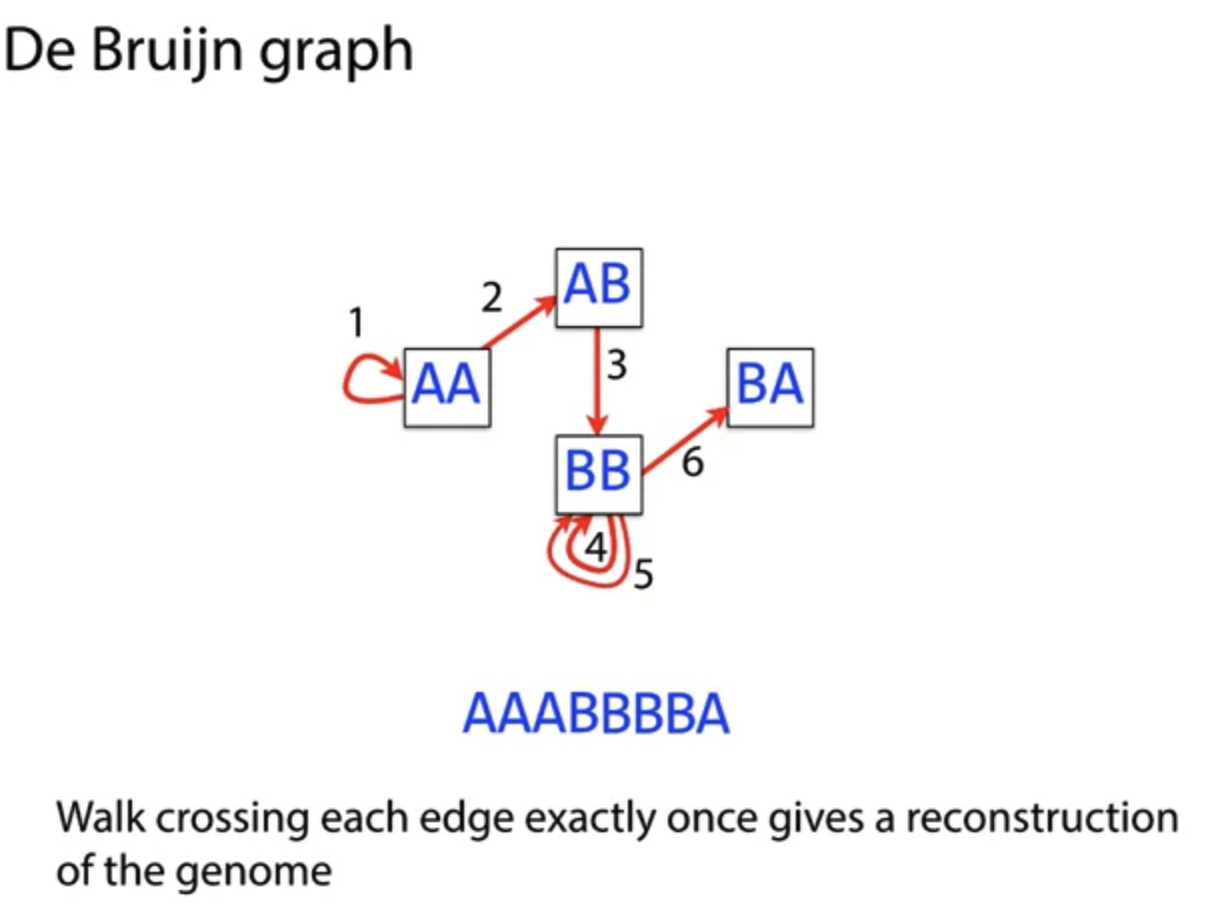 De Bruijn graph
AB
2
1
3
AA
BA
BB
6
4
5
AAABBBBA
Walk crossing each edge exactly once gives a reconstruction
of the genome